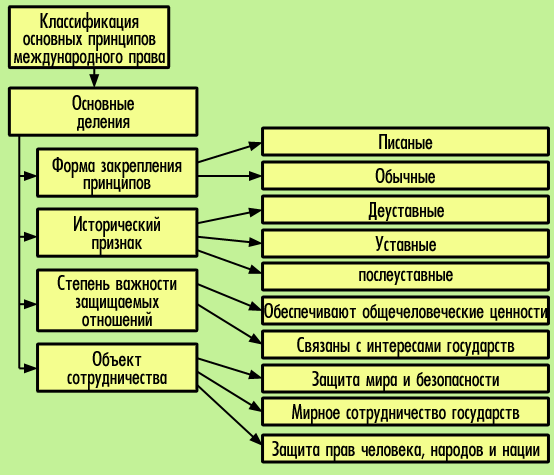 Классификация
основных принципов
международного права
Основные
деления
Форма закрепления
принципов
Писаные
Обычные
Исторический
признак
Деуставные
Уставные
послеуставные
Степень важности
защищаемых
отношений
Обеспечивают общечеловеческие ценности
Связаны с интересами государств
Объект
сотрудничества
Защита мира и безопасности
Мирное сотрудничество государств
Защита прав человека, народов и нации